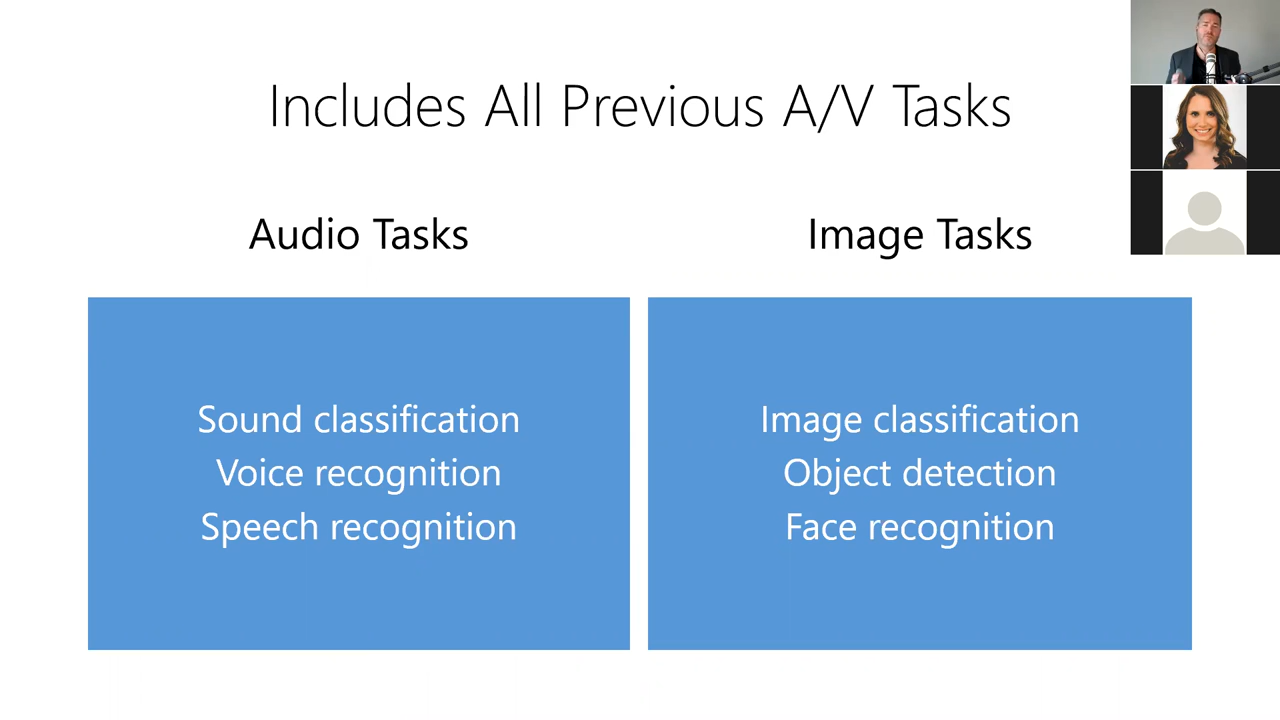 Includes All Previous A/V Tasks
Audio Tasks
Sound classification
Voice recognition
Speech recognition
Image Tasks
Image classification
Object detection
Face recognition